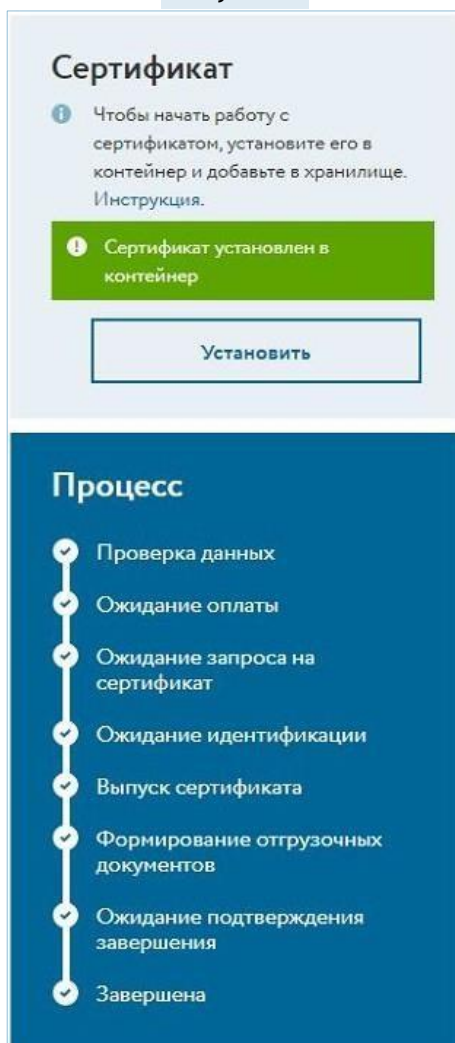 Сертификат
Чтобы начать работу с
сертификатом, установите его в
контейнер и добавьте в хранилище.
Инструкция.
Сертификат установлен в
контейнер
Установить
Процесс
Проверка данных
Ожидание оплаты
Ожидание запроса на
сертификат
Ожидание идентификации
Выпуск сертификата
Формирование отгрузочных
документов
Ожидание подтверждения
завершения
Завершена